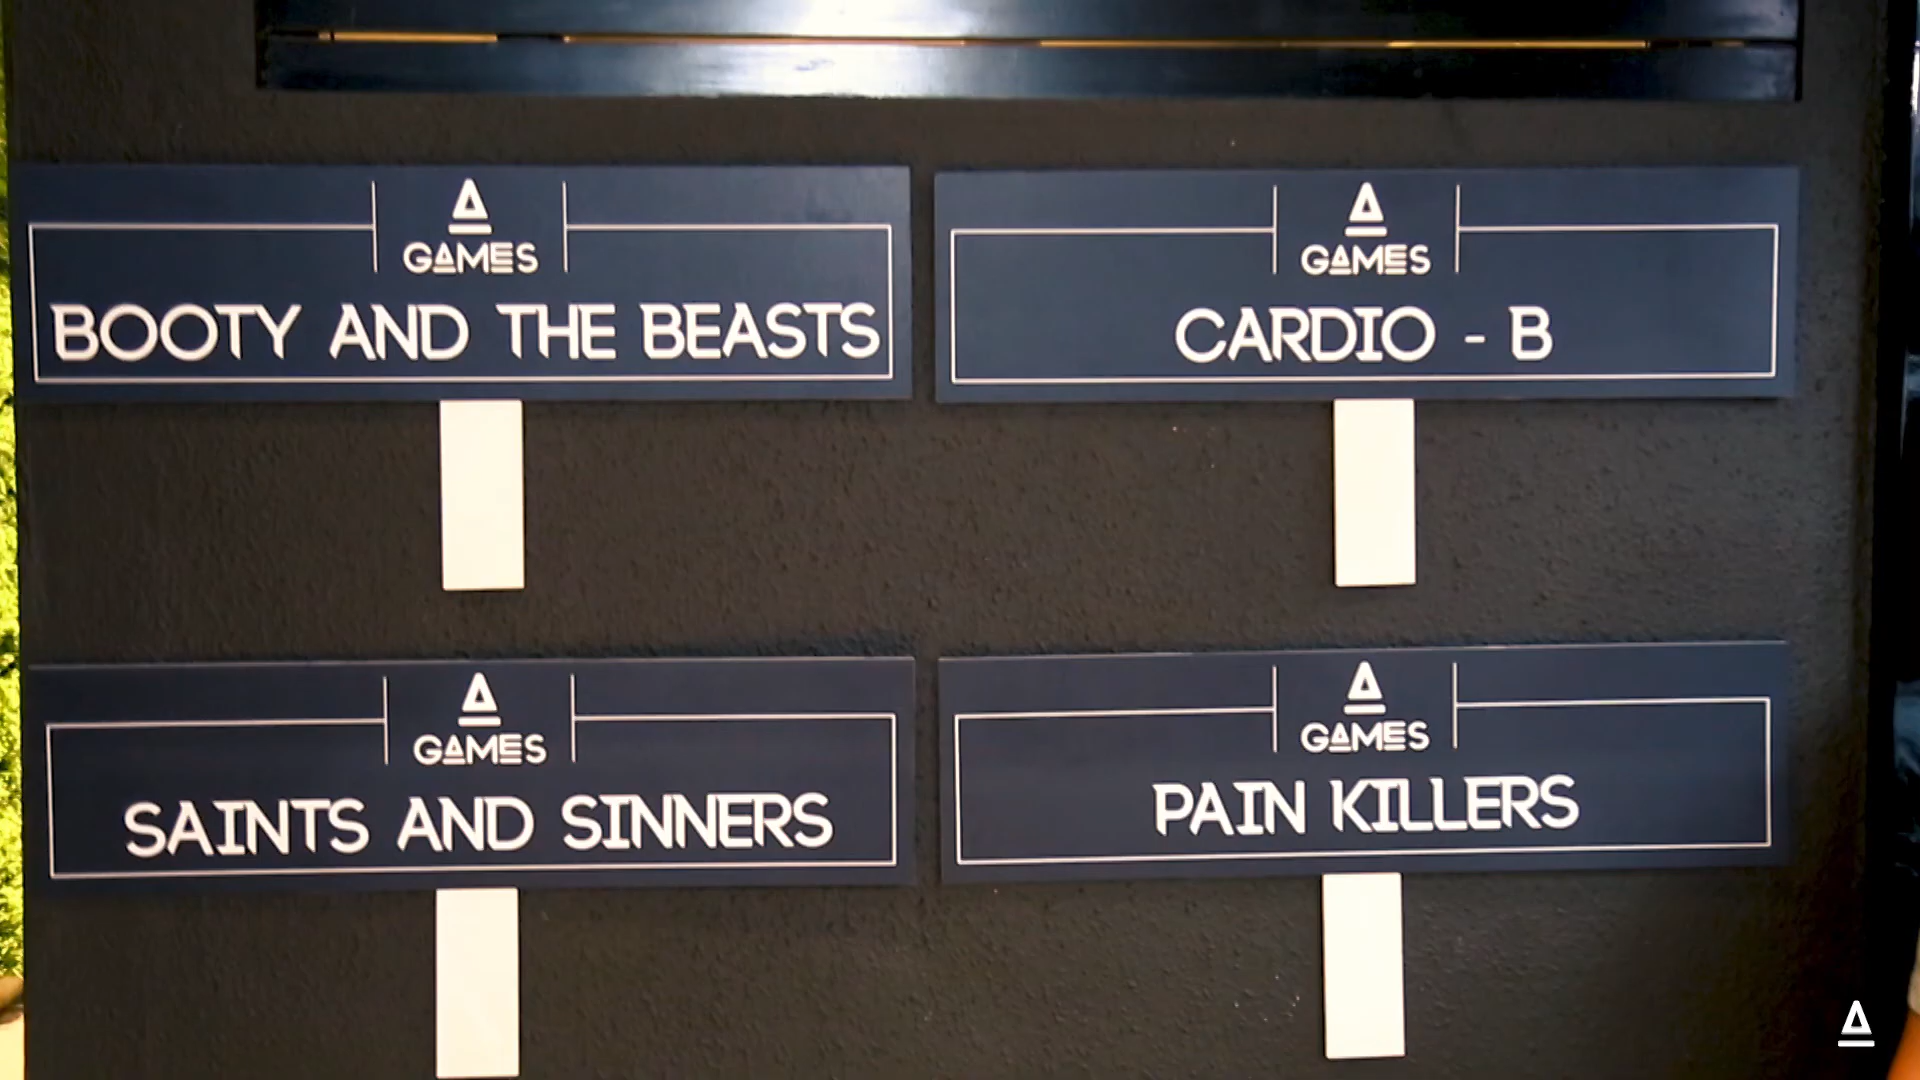 GAMES
BOOTY AND THE BEASTS
GAMES
CARDIO - B
GAMES
SAINTS AND SINNERS
GAMES
PAIN KILLERS